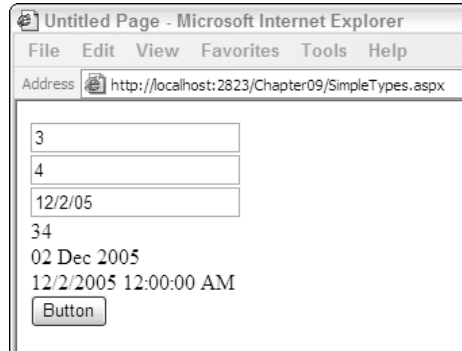 Untitled Page - Microsoft Internet Explorer
File Edit View Favorites Tools Help
Address http://localhost:2823/Chapter09/SimpleTypes.aspx
3
4
12/2/05
34
02 Dec 2005
12/2/2005 12:00:00 AM
Button